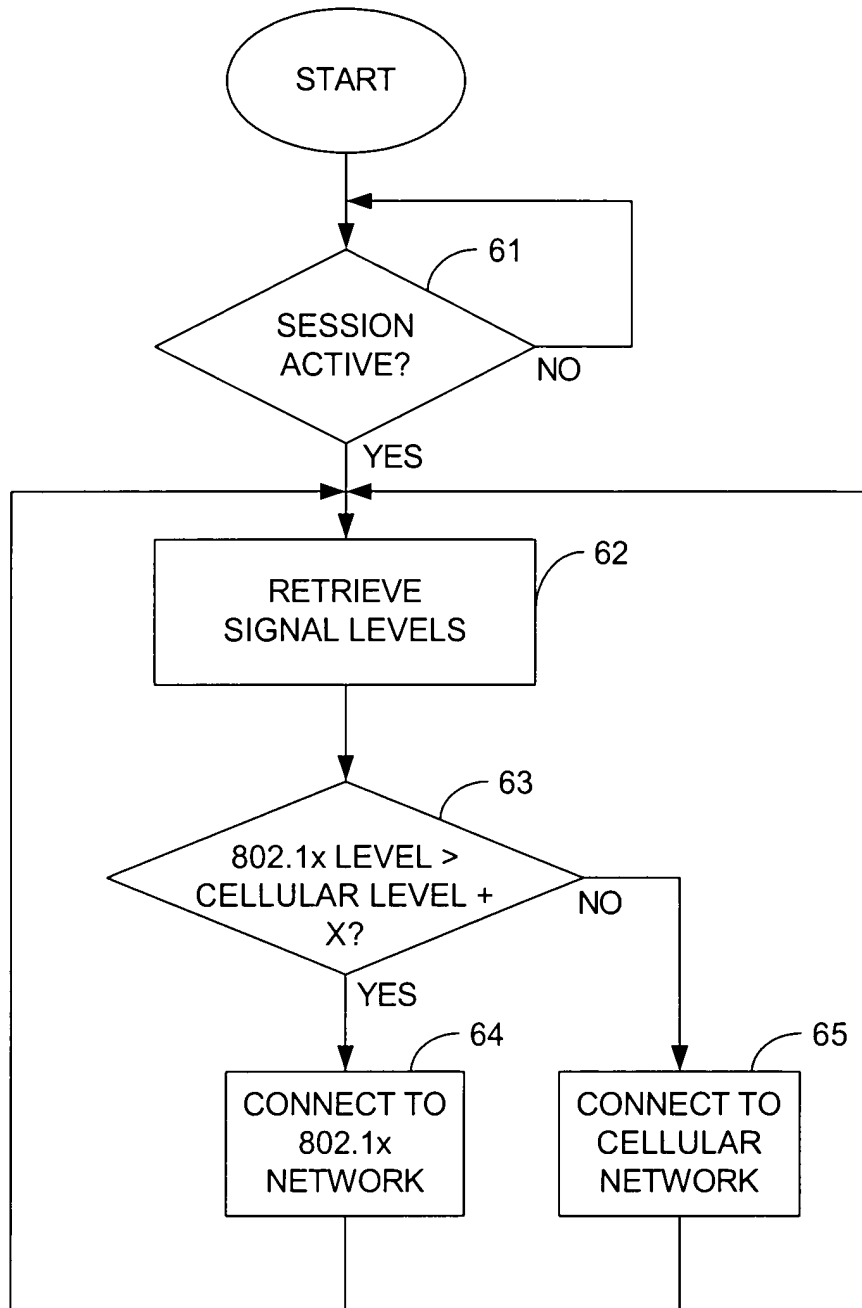 START
61
SESSION
ACTIVE?
NO
YES
62
RETRIEVE
SIGNAL LEVELS
63
802.1x LEVEL >
CELLULAR LEVEL +
X?
NO
YES
64
65
CONNECT TO
802.1x
NETWORK
CONNECT TO
CELLULAR
NETWORK